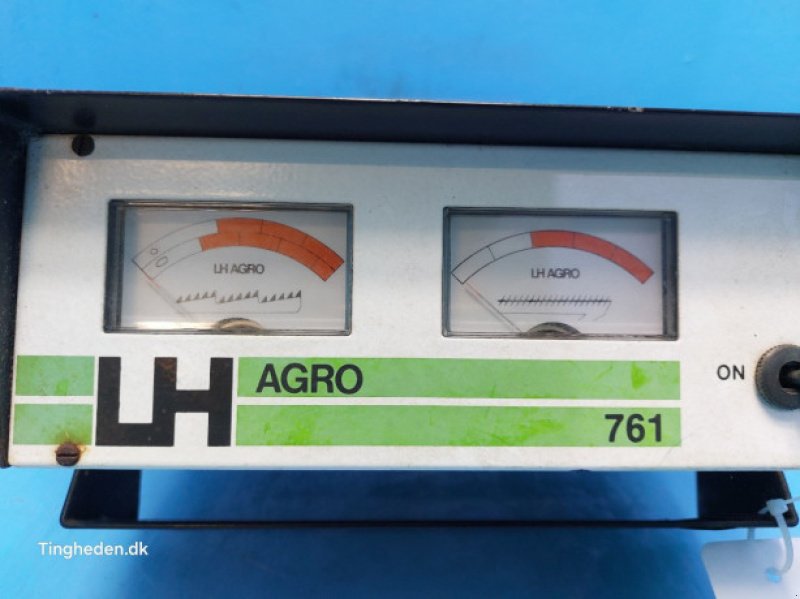 LH AGRO
LH AGRO
LH AGRO
ON
761
Tingheden.dk